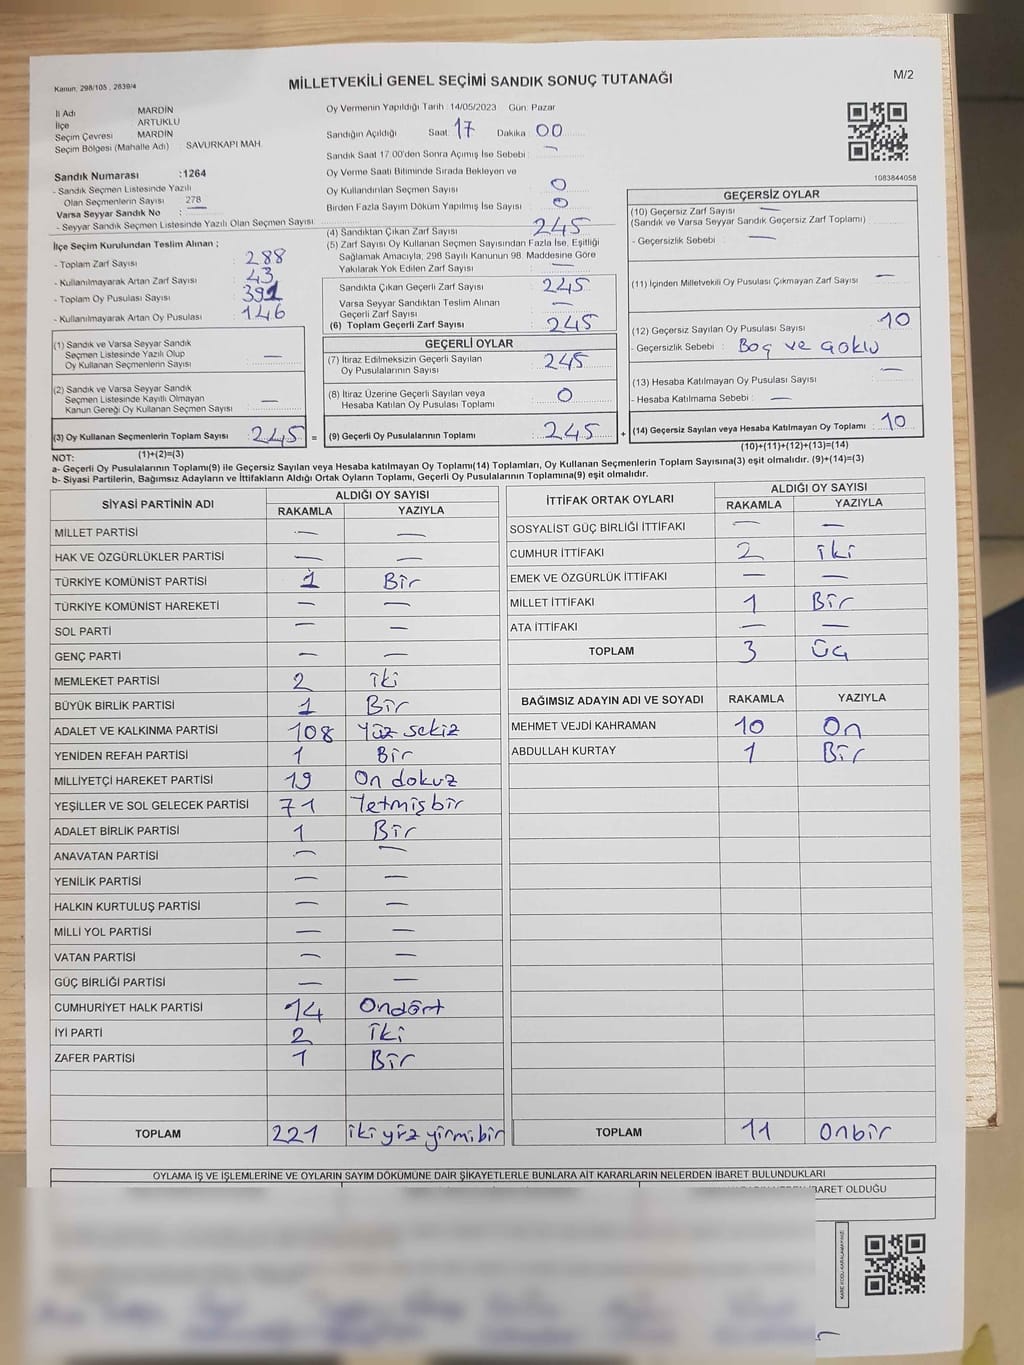 Kanun, 298/105 , 2839/4
MİLLETVEKİLİ GENEL SEÇİMİ SANDIK SONUÇ TUTANAĞI
M/2
İl Adı MARDİN
İlçe ARTUKLU
Seçim Çevresi MARDİN
Seçim Bölgesi (Mahalle Adı) SAVURKAPI MAH.
Oy Vermenin Yapıldığı Tarih : 14/05/2023 Gün: Pazar
Sandığın Açıldığı Saat: 17 Dakika : 00
Sandık Saat 17.00'den Sonra Açımış İse Sebebi : —
Oy Verme Saati Bitiminde Sırada Bekleyen ve
Oy Kullandırılan Seçmen Sayısı : 0
Birden Fazla Sayım Döküm Yapılmış İse Sayısı : 0
1083844058
Sandık Numarası :1264
- Sandık Seçmen Listesinde Yazılı
Olan Seçmenlerin Sayısı : 278
Varsa Seyyar Sandık No : —
- Seyyar Sandık Seçmen Listesinde Yazılı Olan Seçmen Sayısı:
İlçe Seçim Kurulundan Teslim Alınan ;
- Toplam Zarf Sayısı : 288
- Kullanılmayarak Artan Zarf Sayısı : 43
- Toplam Oy Pusulası Sayısı : 391
- Kullanılmayarak Artan Oy Pusulası : 146
(1) Sandık ve Varsa Seyyar Sandık
Seçmen Listesinde Yazılı Olup
Oy Kullanan Seçmenlerin Sayısı : —
(2) Sandık ve Varsa Seyyar Sandık
Seçmen Listesinde Kayıtlı Olmayan
Kanun Gereği Oy Kullanan Seçmen Sayısı : —
(3) Oy Kullanan Seçmenlerin Toplam Sayısı : 245 =
(1)+(2)=(3)
(4) Sandıktan Çıkan Zarf Sayısı : 245
(5) Zarf Sayısı Oy Kullanan Seçmen Sayısından Fazla İse, Eşitliği
Sağlamak Amacıyla; 298 Sayılı Kanunun 98. Maddesine Göre
Yakılarak Yok Edilen Zarf Sayısı : —
Sandıkta Çıkan Geçerli Zarf Sayısı : 245
Varsa Seyyar Sandıktan Teslim Alınan
Geçerli Zarf Sayısı : —
(6) Toplam Geçerli Zarf Sayısı : 245
GEÇERLİ OYLAR
(7) İtiraz Edilmeksizin Geçerli Sayılan
Oy Pusulalarının Sayısı : 245
(8) İtiraz Üzerine Geçerli Sayılan veya
Hesaba Katılan Oy Pusulası Toplamı : 0
(9) Geçerli Oy Pusulalarının Toplamı : 245 +
GEÇERSİZ OYLAR
(10) Geçersiz Zarf Sayısı : —
(Sandık ve Varsa Seyyar Sandık Geçersiz Zarf Toplamı)
- Geçersizlik Sebebi : —
(11) İçinden Milletvekili Oy Pusulası Çıkmayan Zarf Sayısı : —
(12) Geçersiz Sayılan Oy Pusulası Sayısı : 10
- Geçersizlik Sebebi : Boş ve Çoklu
(13) Hesaba Katılmayan Oy Pusulası Sayısı : —
- Hesaba Katılmama Sebebi : —
(14) Geçersiz Sayılan veya Hesaba Katılmayan Oy Toplamı : 10
(10)+(11)+(12)+(13)=(14)
NOT:
a- Geçerli Oy Pusulalarının Toplamı(9) ile Geçersiz Sayılan veya Hesaba katılmayan Oy Toplamı(14) Toplamları, Oy Kullanan Seçmenlerin Toplam Sayısına(3) eşit olmalıdır. (9)+(14)=(3)
b- Siyasi Partilerin, Bağımsız Adayların ve İttifakların Aldığı Ortak Oyların Toplamı, Geçerli Oy Pusulalarının Toplamına(9) eşit olmalıdır.
SİYASİ PARTİNİN ADI ALDIĞI OY SAYISI
RAKAMLA YAZIYLA
MİLLET PARTİSİ — —
HAK VE ÖZGÜRLÜKLER PARTİSİ — —
TÜRKİYE KOMÜNİST PARTİSİ 1 Bir
TÜRKİYE KOMÜNİST HAREKETİ — —
SOL PARTİ — —
GENÇ PARTİ — —
MEMLEKET PARTİSİ 2 iki
BÜYÜK BİRLİK PARTİSİ 1 Bir
ADALET VE KALKINMA PARTİSİ 108 Yüz sekiz
YENİDEN REFAH PARTİSİ 1 Bir
MİLLİYETÇİ HAREKET PARTİSİ 19 On dokuz
YEŞİLLER VE SOL GELECEK PARTİSİ 71 Yetmişbir
ADALET BİRLİK PARTİSİ 1 Bir
ANAVATAN PARTİSİ — —
YENİLİK PARTİSİ — —
HALKIN KURTULUŞ PARTİSİ — —
MİLLİ YOL PARTİSİ — —
VATAN PARTİSİ — —
GÜÇ BİRLİĞİ PARTİSİ — —
CUMHURİYET HALK PARTİSİ 14 Ondört
İYİ PARTİ 2 iki
ZAFER PARTİSİ 1 Bir
TOPLAM 221 iki yüz yirmibir
İTTİFAK ORTAK OYLARI ALDIĞI OY SAYISI
RAKAMLA YAZIYLA
SOSYALİST GÜÇ BİRLİĞİ İTTİFAKI — —
CUMHUR İTTİFAKI 2 iki
EMEK VE ÖZGÜRLÜK İTTİFAKI — —
MİLLET İTTİFAKI 1 Bir
ATA İTTİFAKI — —
TOPLAM 3 Üç
BAĞIMSIZ ADAYIN ADI VE SOYADI RAKAMLA YAZIYLA
MEHMET VEJDİ KAHRAMAN 10 On
ABDULLAH KURTAY 1 Bir
TOPLAM 11 Onbir
OYLAMA İŞ VE İŞLEMLERİNE VE OYLARIN SAYIM DÖKÜMÜNE DAİR ŞİKAYETLERLE BUNLARA AİT KARARLARIN NELERDEN İBARET BULUNDUKLARI
İBARET OLDUĞU
KARE KODU KARALAMAYINIZ!